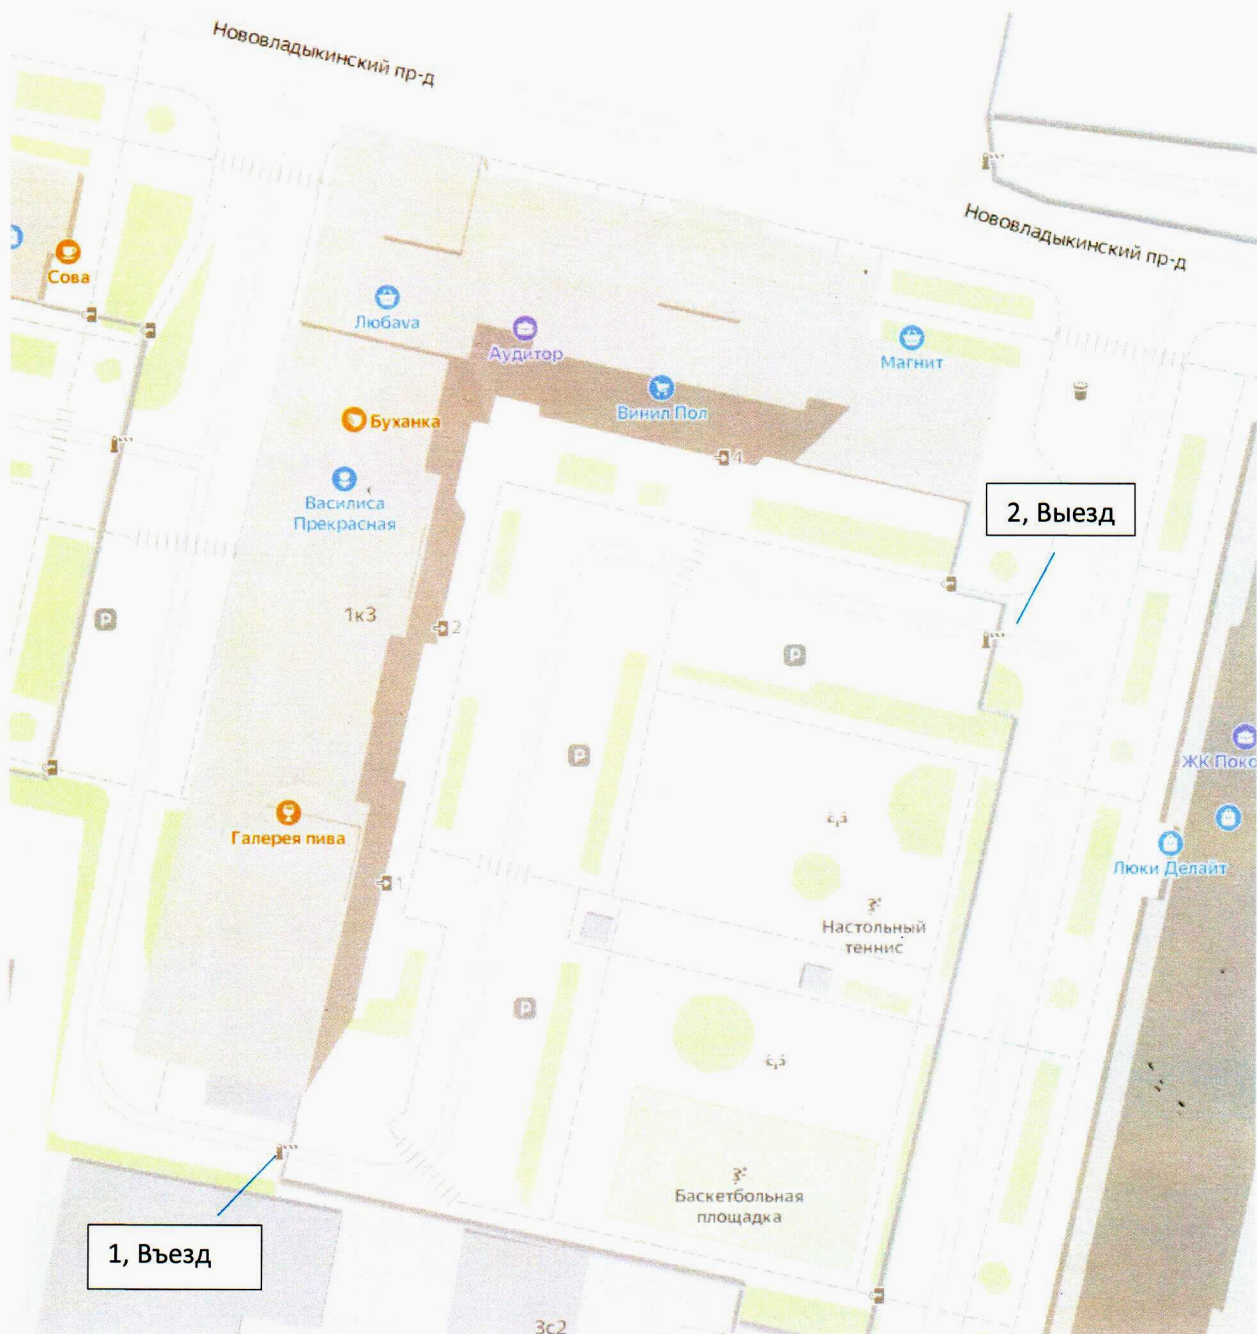 Нововладыкинский пр-д
Нововладыкинский пр-д
Сова
Любаvа
Аудитор
Магнит
Винил Пол
Буханка
4
Василиса
Прекрасная
2, Выезд
1к3
2
P
P
P
ЖК Поко
Галерея пива
Люки Делайт
1
Настольный
теннис
P
Баскетбольная
площадка
1, Въезд
3с2